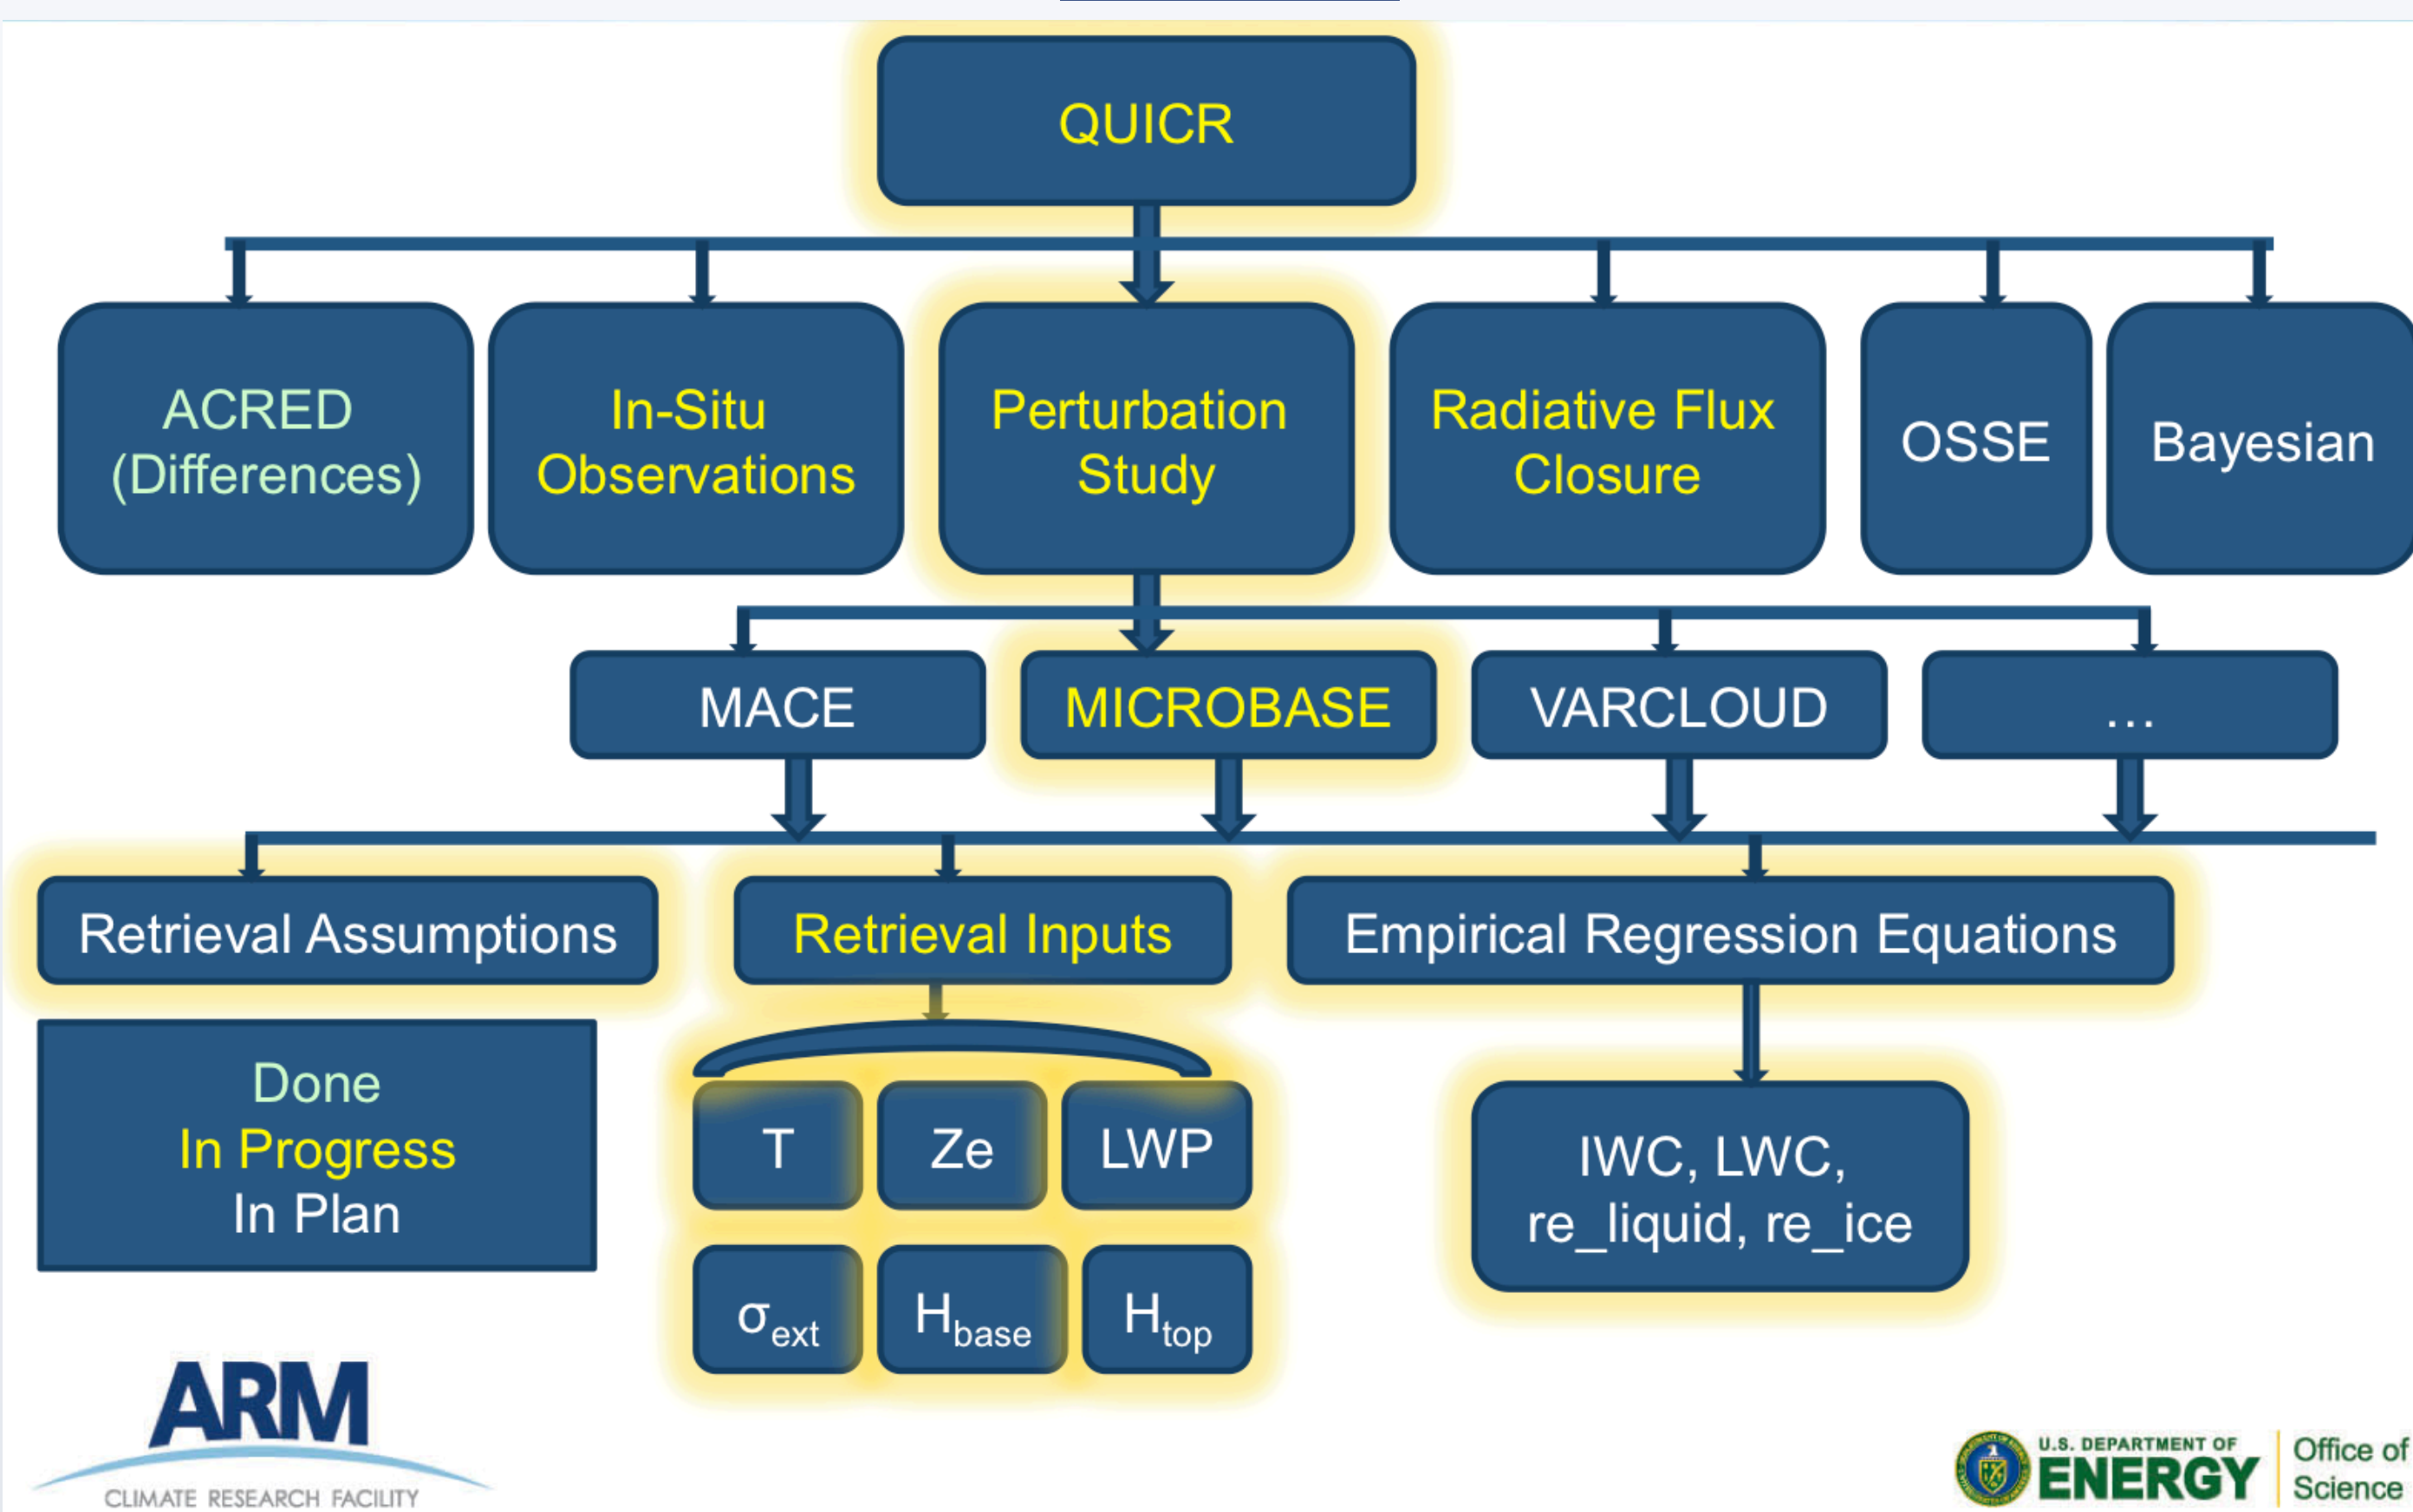 QUICR
ACRED
(Differences)
In-Situ
Observations
Perturbation
Study
Radiative Flux
Closure
OSSE
Bayesian
MACE
MICROBASE
VARCLOUD
...
Retrieval Assumptions
Retrieval Inputs
Empirical Regression Equations
Done
In Progress
In Plan
T
Ze
LWP
σext
Hbase
Htop
IWC, LWC,
re_liquid, re_ice
ARM
CLIMATE RESEARCH FACILITY
U.S. DEPARTMENT OF
ENERGY
Office of
Science